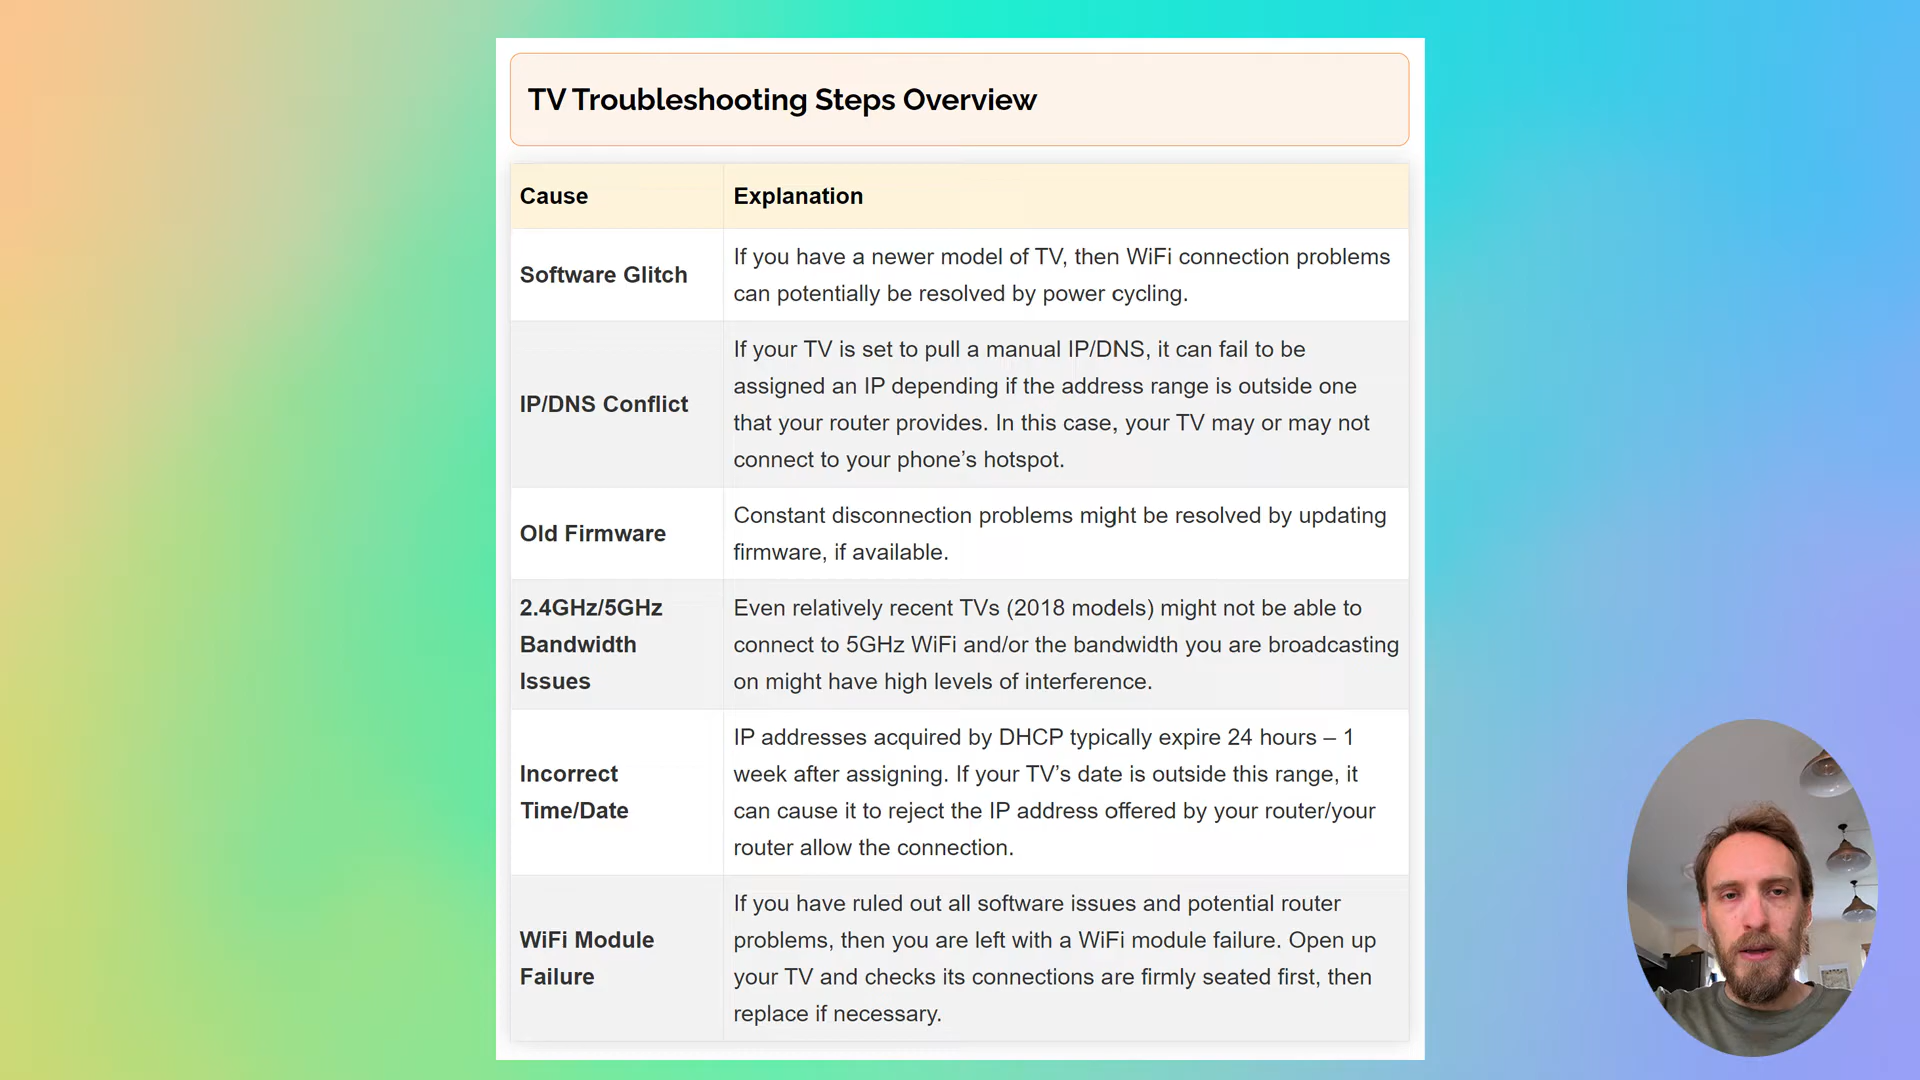 TV Troubleshooting Steps Overview
Cause
Explanation
Software Glitch
If you have a newer model of TV, then WiFi connection problems
can potentially be resolved by power cycling.
IP/DNS Conflict
If your TV is set to pull a manual IP/DNS, it can fail to be
assigned an IP depending if the address range is outside one
that your router provides. In this case, your TV may or may not
connect to your phone’s hotspot.
Old Firmware
Constant disconnection problems might be resolved by updating
firmware, if available.
2.4GHz/5GHz
Bandwidth
Issues
Even relatively recent TVs (2018 models) might not be able to
connect to 5GHz WiFi and/or the bandwidth you are broadcasting
on might have high levels of interference.
Incorrect
Time/Date
IP addresses acquired by DHCP typically expire 24 hours – 1
week after assigning. If your TV’s date is outside this range, it
can cause it to reject the IP address offered by your router/your
router allow the connection.
WiFi Module
Failure
If you have ruled out all software issues and potential router
problems, then you are left with a WiFi module failure. Open up
your TV and checks its connections are firmly seated first, then
replace if necessary.